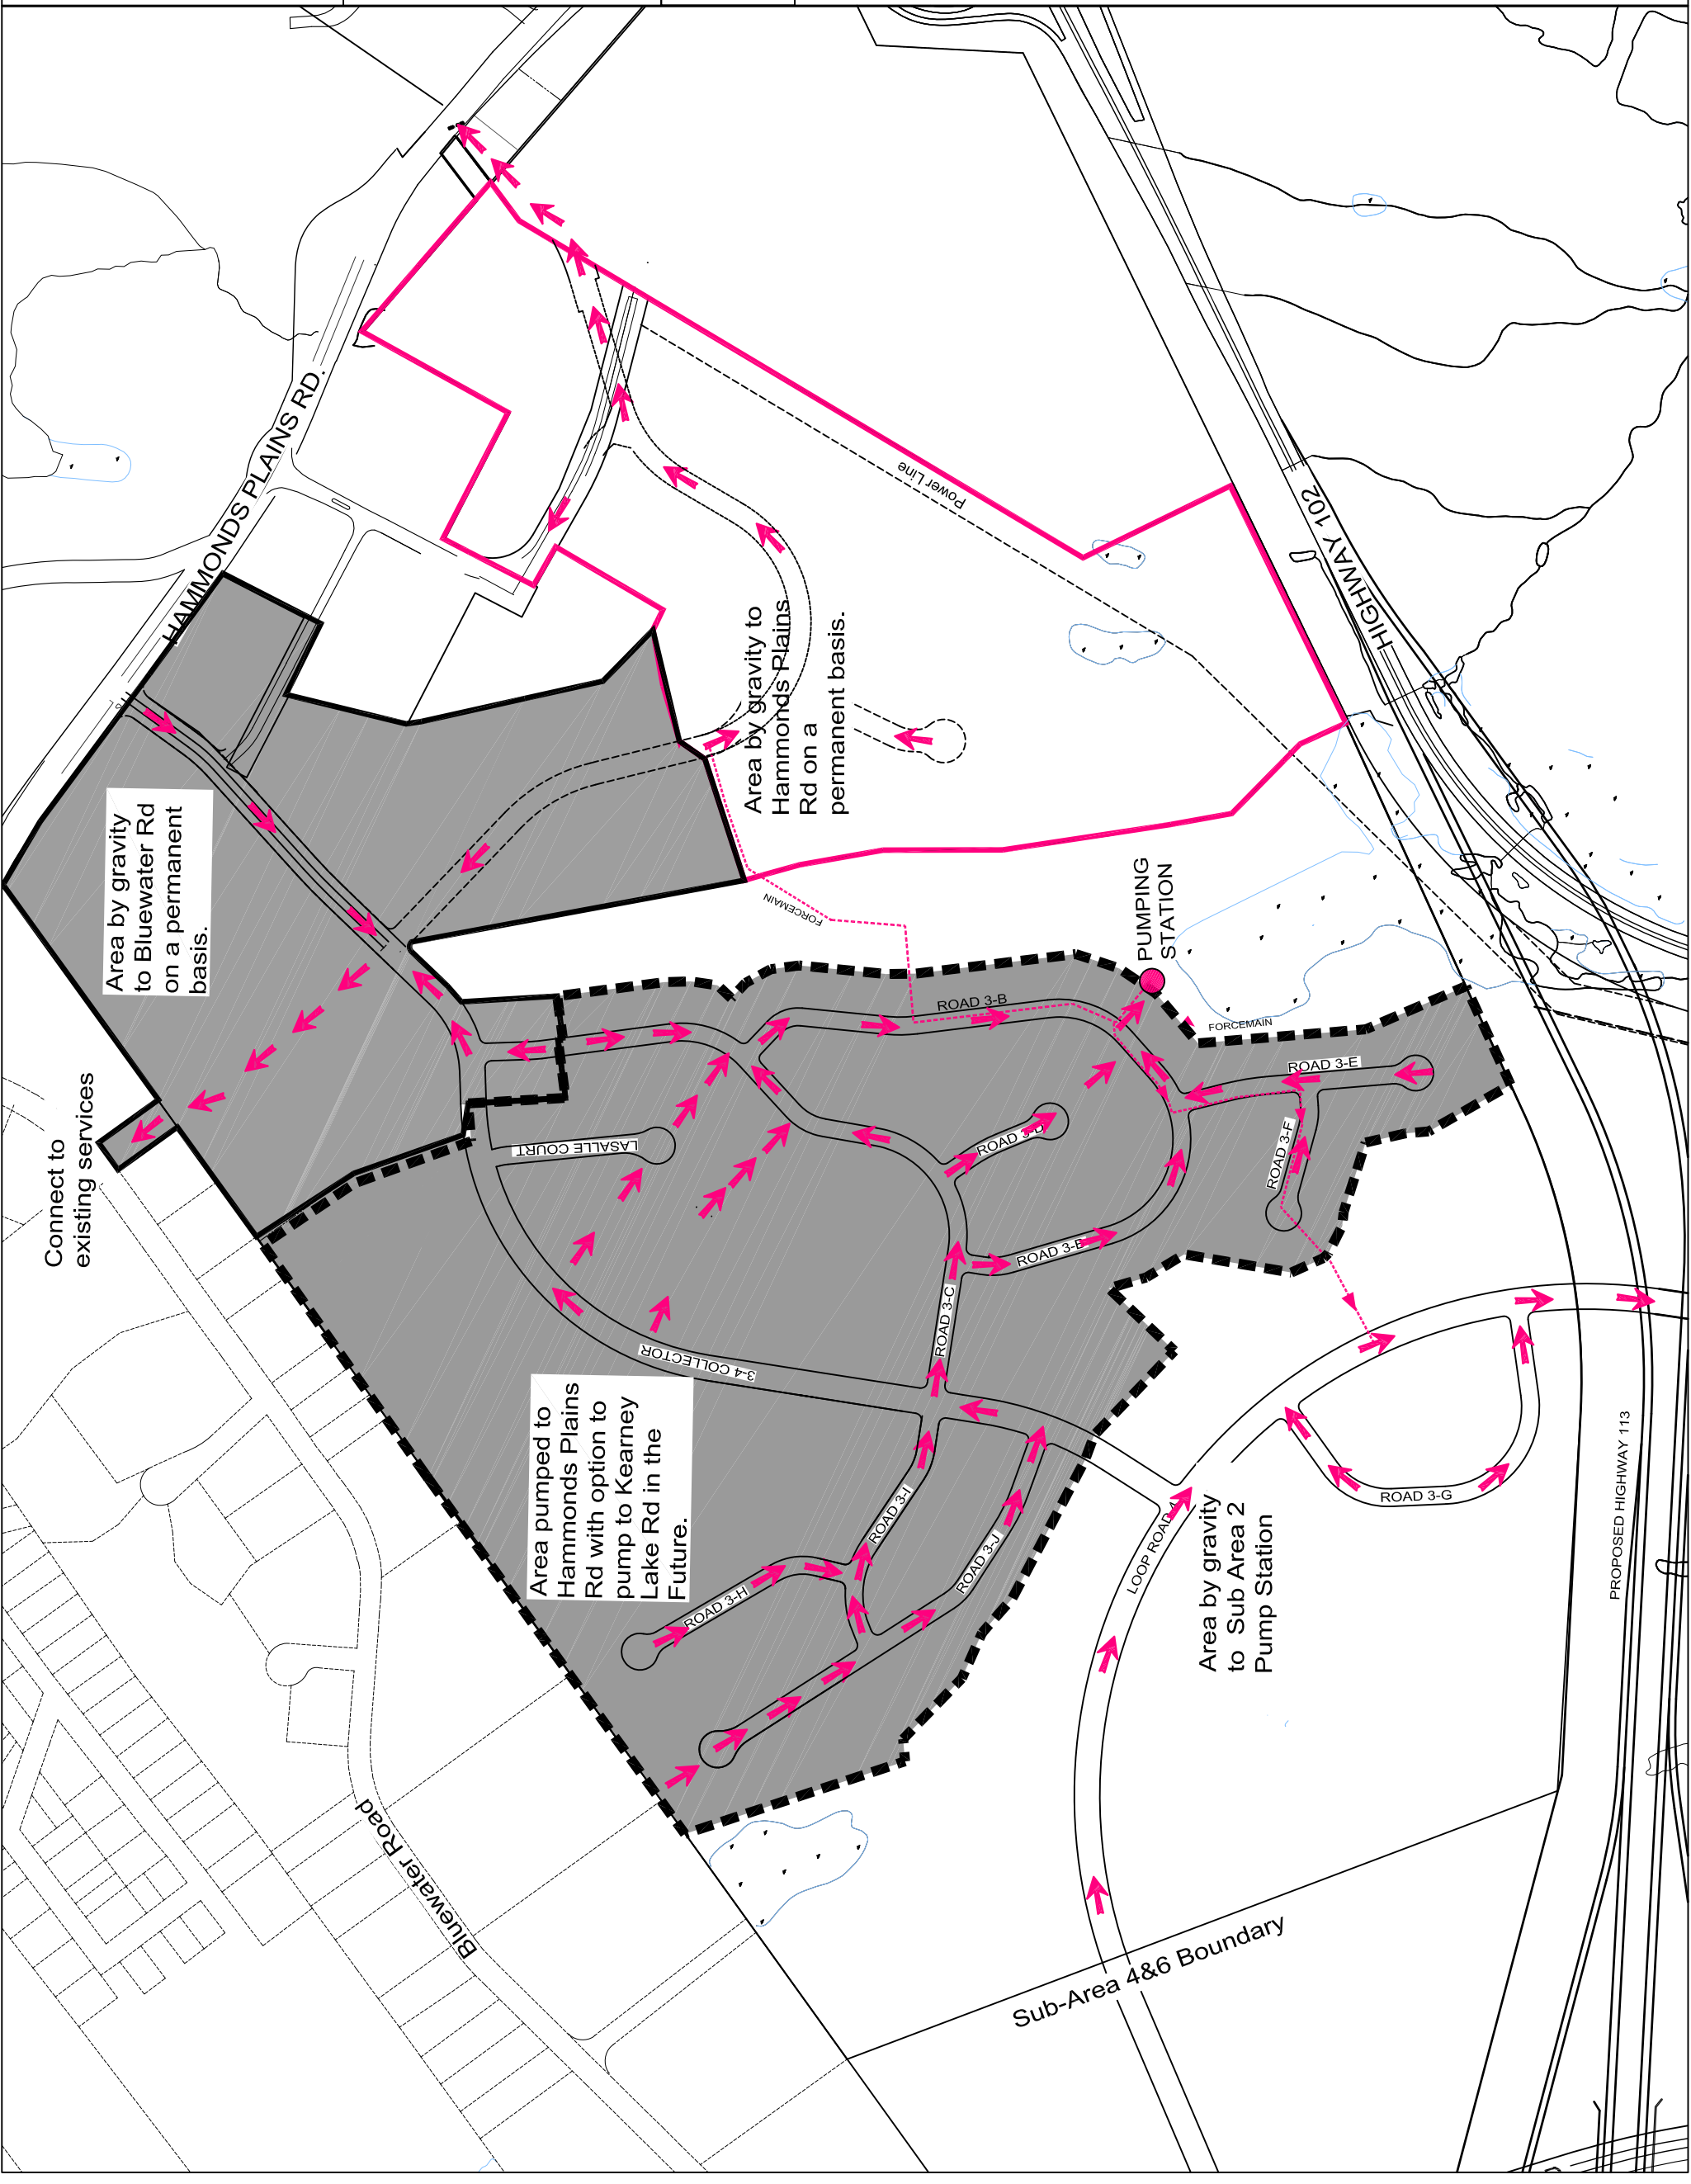 HAMMONDS PLAINS RD.
Area by gravity
to Bluewater Rd
on a permanent
basis.
Connect to
existing services
Power Line
HIGHWAY 102
Area by gravity to
Hammonds Plains
Rd on a
permanent basis.
FORCEMAIN
PUMPING
STATION
ROAD 3-B
FORCEMAIN
ROAD 3-E
LASALLE COURT
ROAD 3-D
ROAD 3-F
ROAD 3-B
ROAD 3-C
3-4 COLLECTOR
Area pumped to
Hammonds Plains
Rd with option to
pump to Kearney
Lake Rd in the
Future.
ROAD 3-I
ROAD 3-H
ROAD 3-J
ROAD 3-G
LOOP ROAD
Area by gravity
to Sub Area 2
Pump Station
PROPOSED HIGHWAY 113
Bluewater Road
Sub-Area 4&6 Boundary